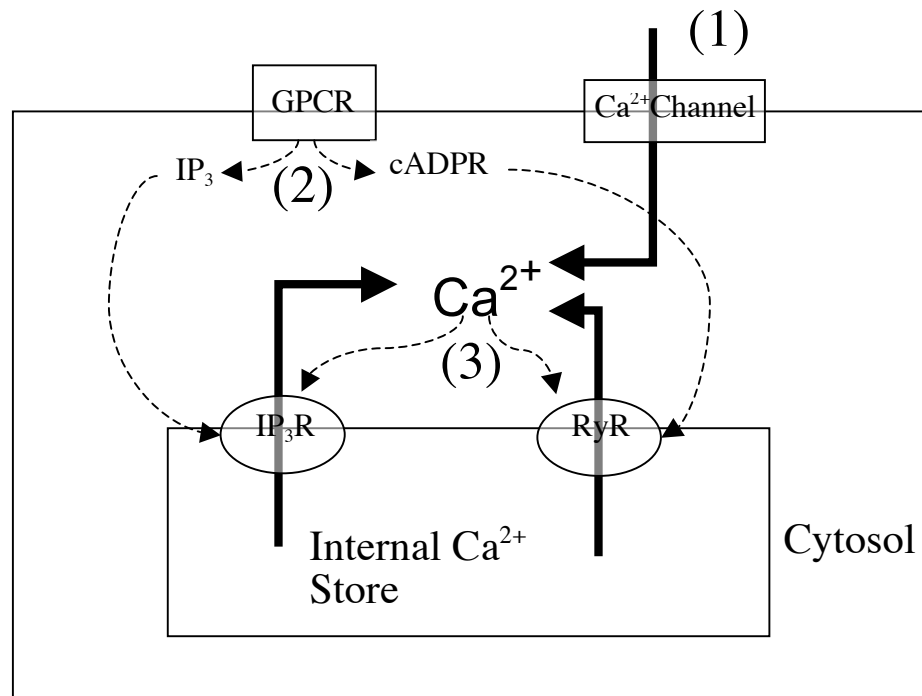 (1)
GPCR
Ca²⁺Channel
IP₃
(2)
cADPR
Ca²⁺
(3)
IP₃R
RyR
Internal Ca²⁺
Store
Cytosol